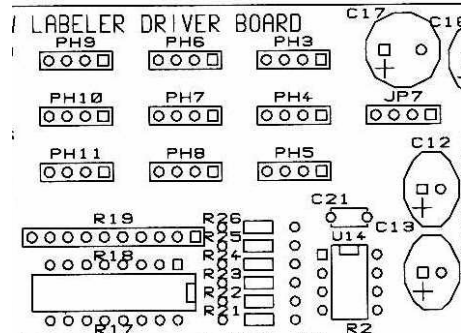 LABELER DRIVER BOARD
C17
PH9 PH6 PH3
PH10 PH7 PH4 JP7
PH11 PH8 PH5
C12
C21
R19 R26
R25 U14 C13
R18 R24
R23
R22
R21
R17 R2